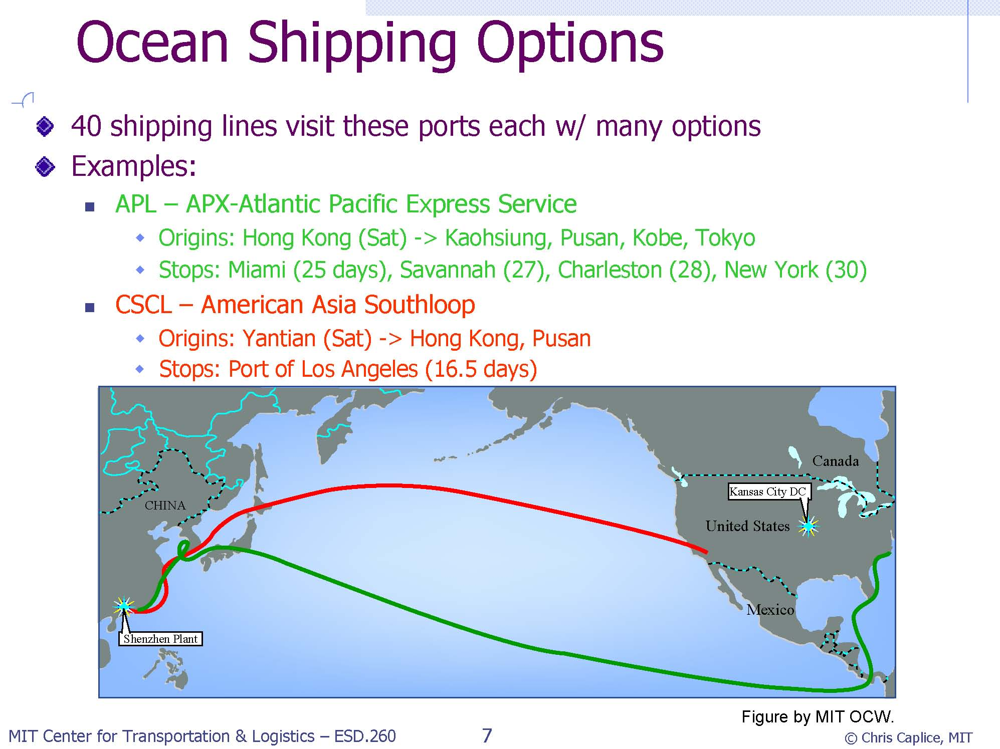 Ocean Shipping Options
40 shipping lines visit these ports each w/ many options
Examples:
APL – APX-Atlantic Pacific Express Service
Origins: Hong Kong (Sat) -> Kaohsiung, Pusan, Kobe, Tokyo
Stops: Miami (25 days), Savannah (27), Charleston (28), New York (30)
CSCL – American Asia Southloop
Origins: Yantian (Sat) -> Hong Kong, Pusan
Stops: Port of Los Angeles (16.5 days)
Canada
Kansas City DC
CHINA
United States
Mexico
Shenzhen Plant
Figure by MIT OCW.
MIT Center for Transportation & Logistics – ESD.260
7
© Chris Caplice, MIT